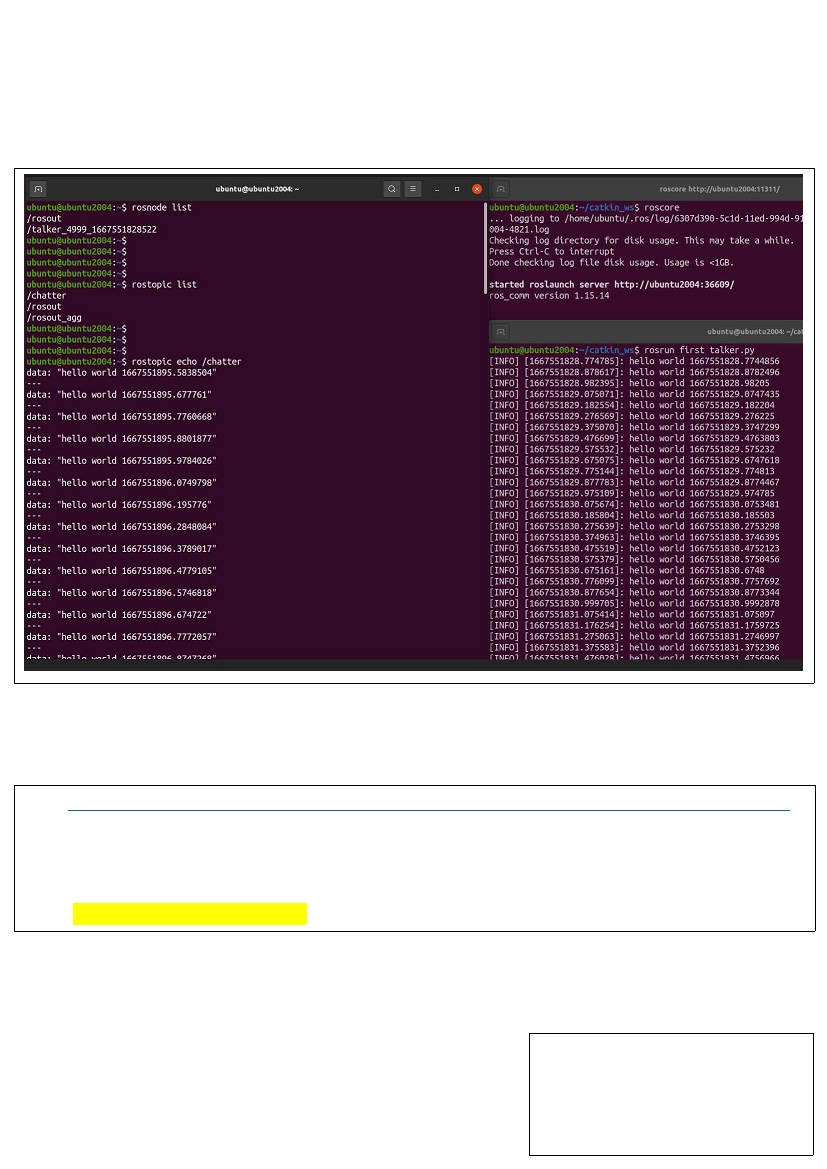 ubuntu@ubuntu2004: ~
ubuntu@ubuntu2004:~$ rosnode list
/rosout
/talker_4999_1667551828522
ubuntu@ubuntu2004:~$
ubuntu@ubuntu2004:~$
ubuntu@ubuntu2004:~$
ubuntu@ubuntu2004:~$
ubuntu@ubuntu2004:~$ rostopic list
/chatter
/rosout
/rosout_agg
ubuntu@ubuntu2004:~$
ubuntu@ubuntu2004:~$
ubuntu@ubuntu2004:~$
ubuntu@ubuntu2004:~$ rostopic echo /chatter
data: "hello world 1667551895.5838504"
---
data: "hello world 1667551895.677761"
---
data: "hello world 1667551895.7760668"
---
data: "hello world 1667551895.8801877"
---
data: "hello world 1667551895.9784026"
---
data: "hello world 1667551896.0749798"
---
data: "hello world 1667551896.195776"
---
data: "hello world 1667551896.2848084"
---
data: "hello world 1667551896.3789017"
---
data: "hello world 1667551896.4779105"
---
data: "hello world 1667551896.5746818"
---
data: "hello world 1667551896.674722"
---
data: "hello world 1667551896.7772057"
---
data: "hello world 1667551896.8747268"
roscore http://ubuntu2004:11311/
ubuntu@ubuntu2004:~/catkin_ws$ roscore
... logging to /home/ubuntu/.ros/log/6307d390-5c1d-11ed-994d-91
004-4821.log
Checking log directory for disk usage. This may take a while.
Press Ctrl-C to interrupt
Done checking log file disk usage. Usage is <1GB.
started roslaunch server http://ubuntu2004:36609/
ros_comm version 1.15.14
ubuntu@ubuntu2004: ~/cat
ubuntu@ubuntu2004:~/catkin_ws$ rosrun first talker.py
[INFO] [1667551828.774785]: hello world 1667551828.7744856
[INFO] [1667551828.878617]: hello world 1667551828.8782496
[INFO] [1667551828.982395]: hello world 1667551828.98205
[INFO] [1667551829.075071]: hello world 1667551829.0747435
[INFO] [1667551829.182554]: hello world 1667551829.182204
[INFO] [1667551829.276569]: hello world 1667551829.276225
[INFO] [1667551829.375070]: hello world 1667551829.3747299
[INFO] [1667551829.476699]: hello world 1667551829.4763803
[INFO] [1667551829.575532]: hello world 1667551829.575232
[INFO] [1667551829.675075]: hello world 1667551829.6747618
[INFO] [1667551829.775144]: hello world 1667551829.774813
[INFO] [1667551829.877783]: hello world 1667551829.8774467
[INFO] [1667551829.975109]: hello world 1667551829.974785
[INFO] [1667551830.075674]: hello world 1667551830.0753481
[INFO] [1667551830.185804]: hello world 1667551830.185503
[INFO] [1667551830.275639]: hello world 1667551830.2753298
[INFO] [1667551830.374963]: hello world 1667551830.3746395
[INFO] [1667551830.475519]: hello world 1667551830.4752123
[INFO] [1667551830.575379]: hello world 1667551830.5750456
[INFO] [1667551830.675161]: hello world 1667551830.6748
[INFO] [1667551830.776099]: hello world 1667551830.7757692
[INFO] [1667551830.877654]: hello world 1667551830.8773344
[INFO] [1667551830.999705]: hello world 1667551830.9992878
[INFO] [1667551831.075414]: hello world 1667551831.075097
[INFO] [1667551831.176254]: hello world 1667551831.1759725
[INFO] [1667551831.275063]: hello world 1667551831.2746997
[INFO] [1667551831.375583]: hello world 1667551831.3752396
[INFO] [1667551831.476028]: hello world 1667551831.4756966